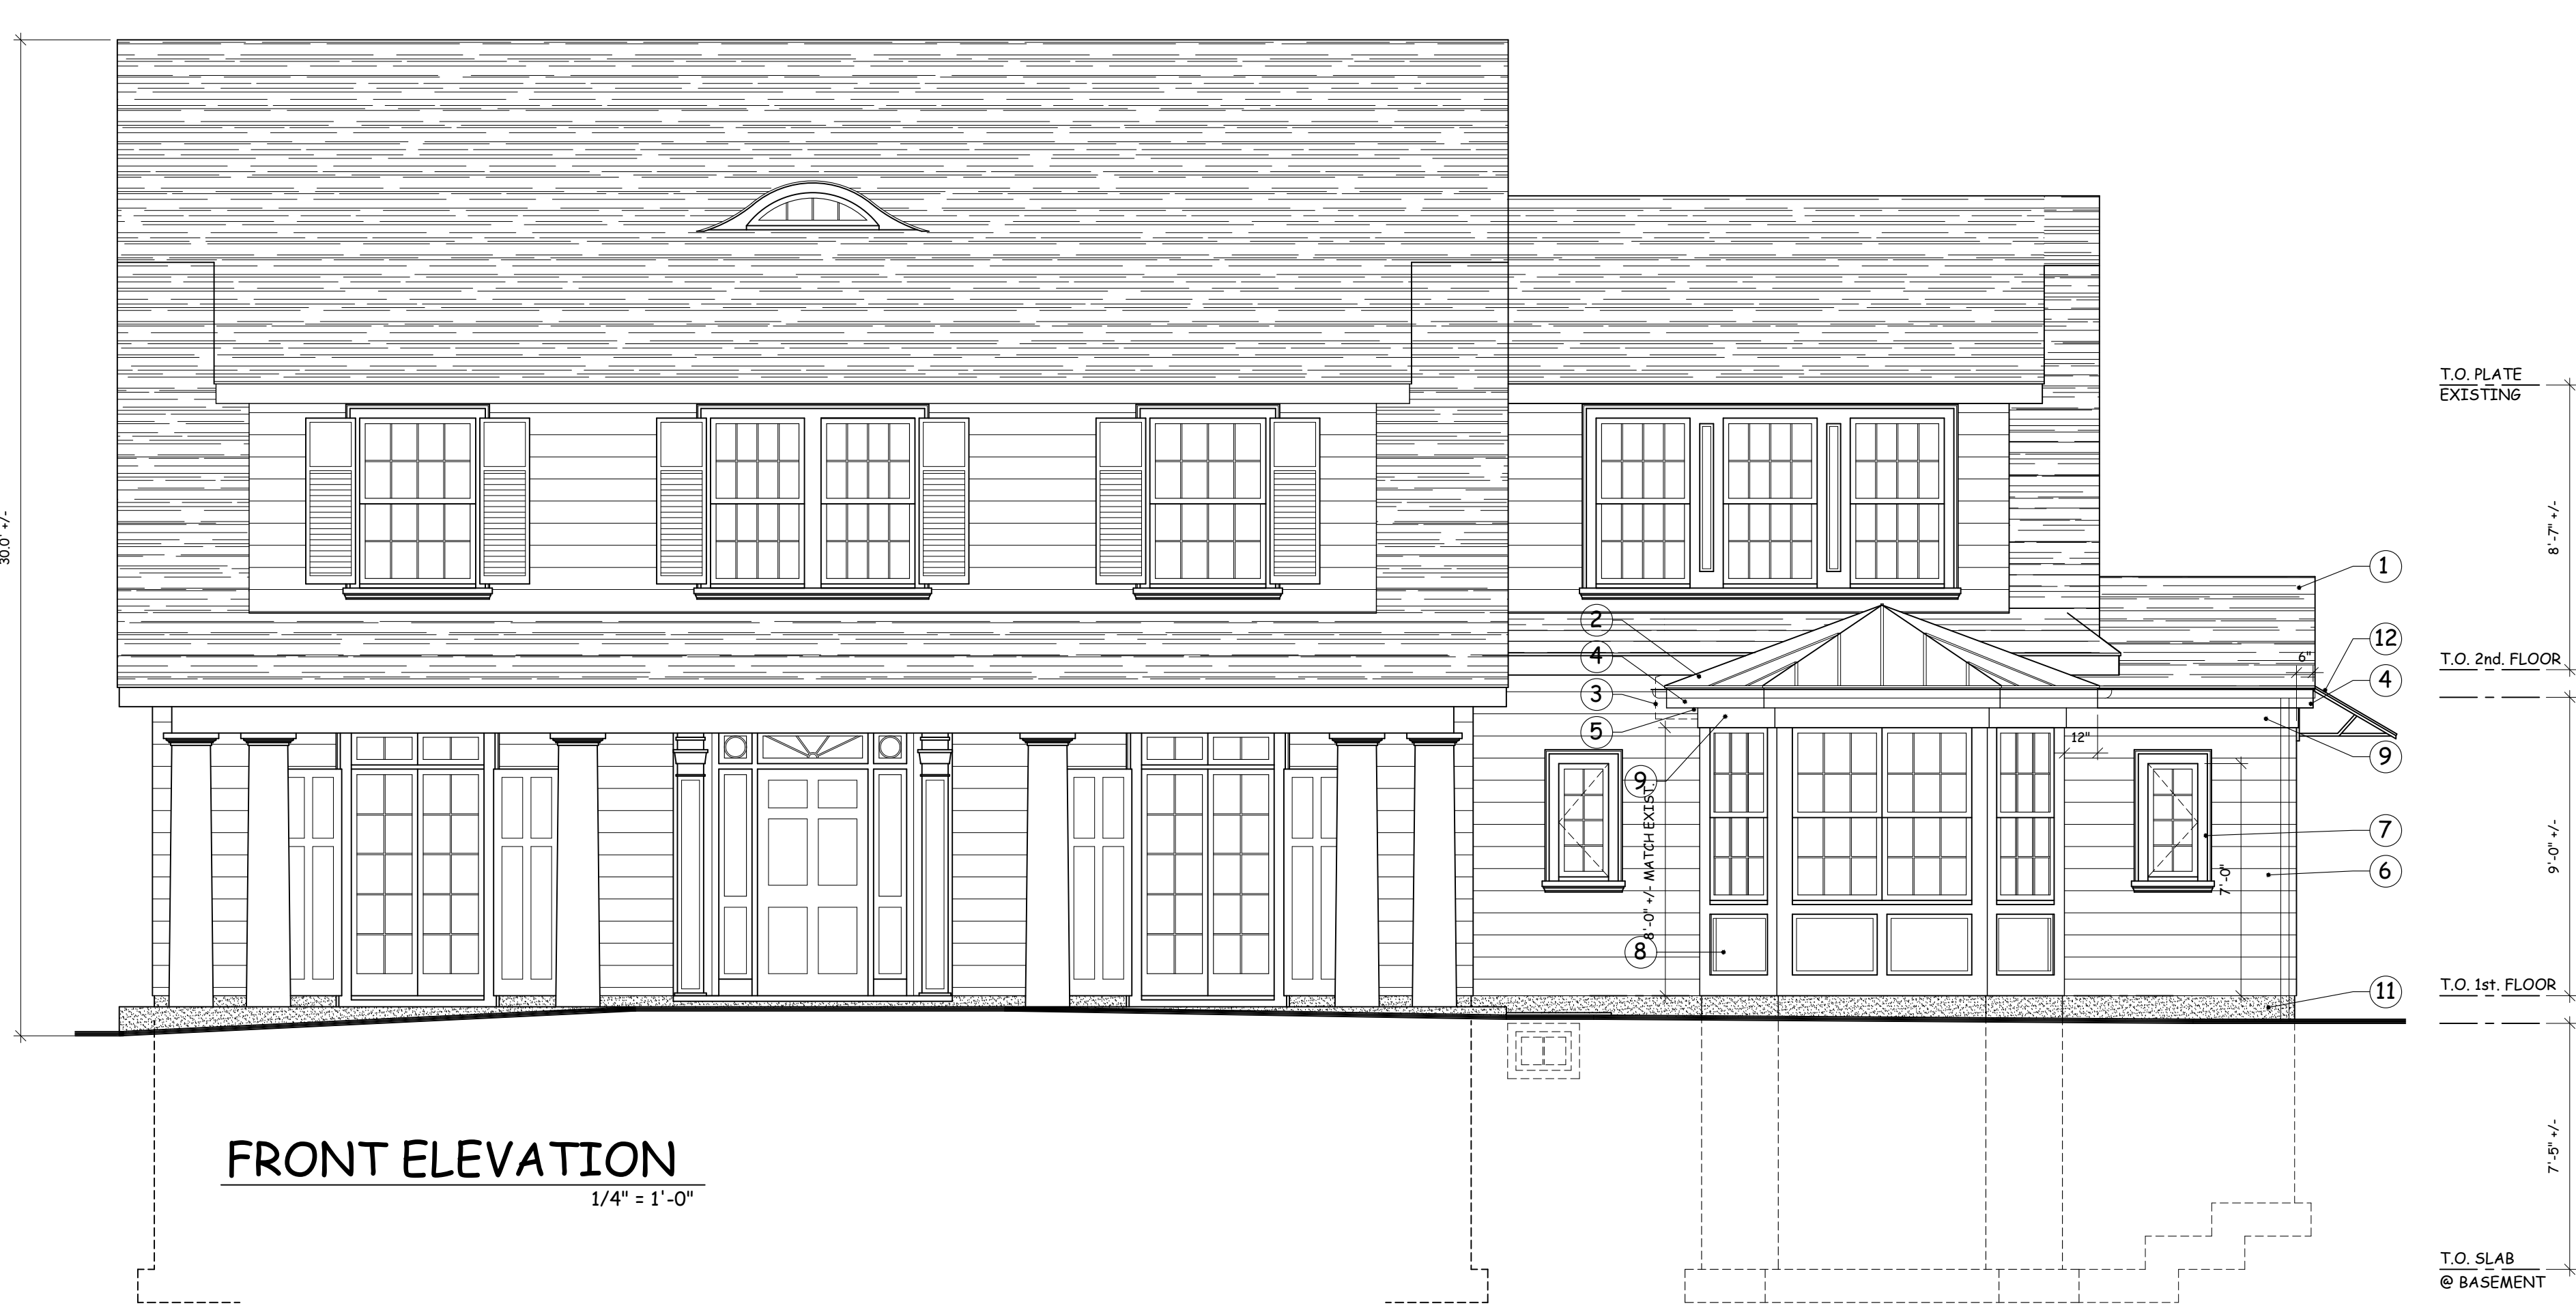 30.0' +/-
T.O. PLATE
EXISTING
8'-7" +/-
1
2
12
4
T.O. 2nd. FLOOR
6"
4
3
5
12"
9
9
8'-0" +/- MATCH EXIST.
7
9'-0" +/-
6
7'-0"
8
T.O. 1st. FLOOR
11
FRONT ELEVATION
1/4" = 1'-0"
7'-5" +/-
T.O. SLAB
@ BASEMENT